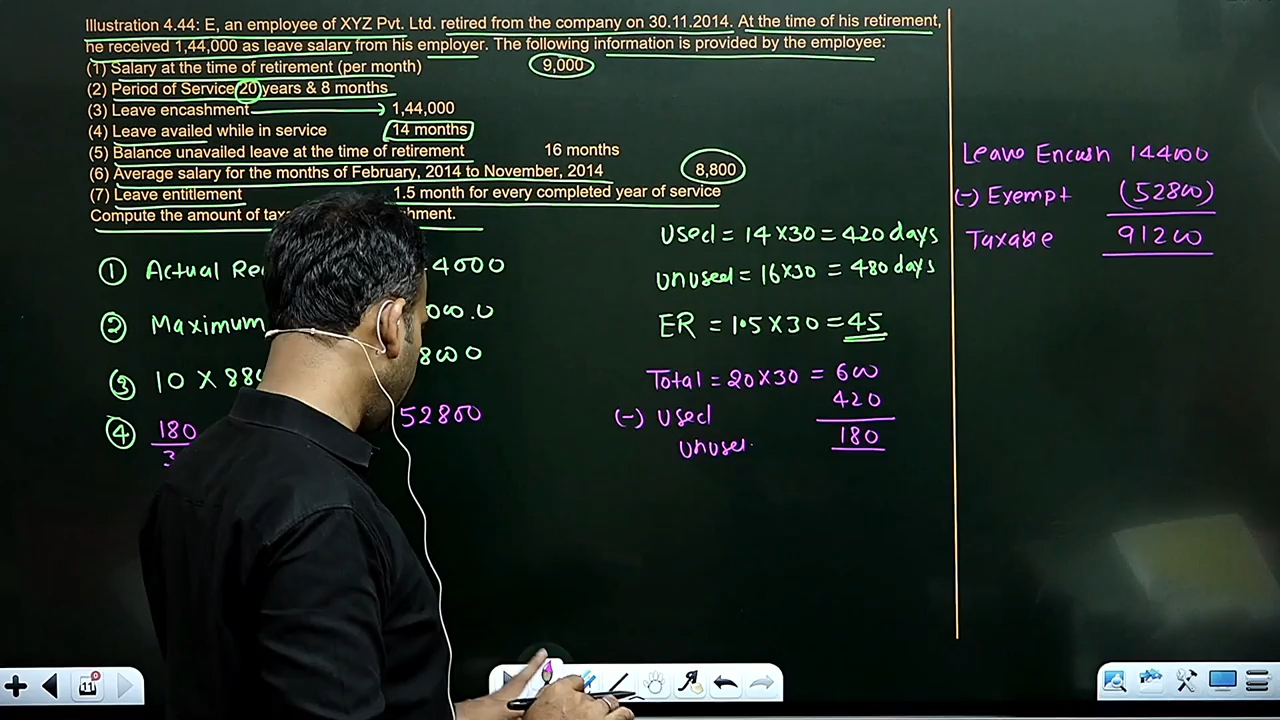 Illustration 4.44: E, an employee of XYZ Pvt. Ltd. retired from the company on 30.11.2014. At the time of his retirement,
he received 1,44,000 as leave salary from his employer. The following information is provided by the employee:
(1) Salary at the time of retirement (per month) 9,000
(2) Period of Service 20 years & 8 months
(3) Leave encashment 1,44,000
(4) Leave availed while in service 14 months
(5) Balance unavailed leave at the time of retirement 16 months
(6) Average salary for the months of February, 2014 to November, 2014 8,800
(7) Leave entitlement 1.5 month for every completed year of service
Compute the amount of
① Actual
② Maximum
③ 10 X
④ 180 52800
Used = 14 X 30 = 420 days
Unused = 16 X 30 = 480 days
ER = 1.5 X 30 = 45
Total = 20 X 30 = 600
(-) Used 420
180
Leave Encash 144000
(-) Exempt (52800)
Taxable 91200
11